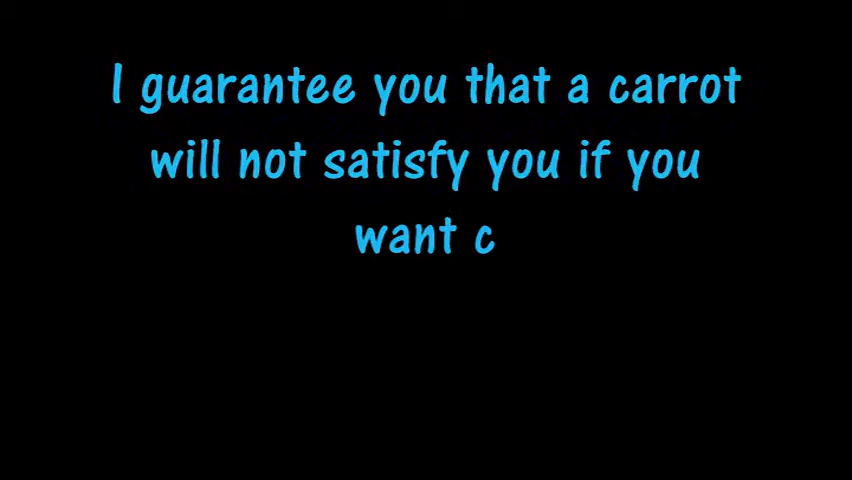 I guarantee you that a carrot
will not satisfy you if you
want c